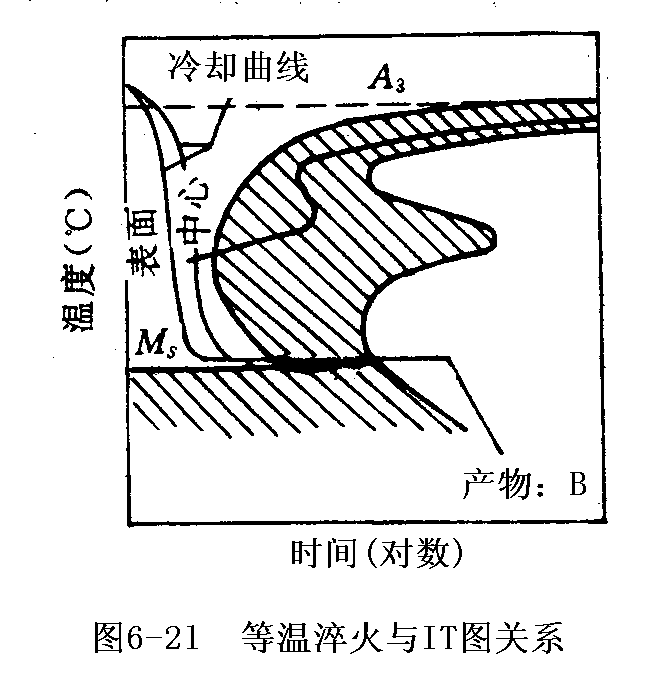 冷却曲线
A₃
温度(℃)
表面
中心
Mₛ
产物: B
时间(对数)
图6-21 等温淬火与IT图关系